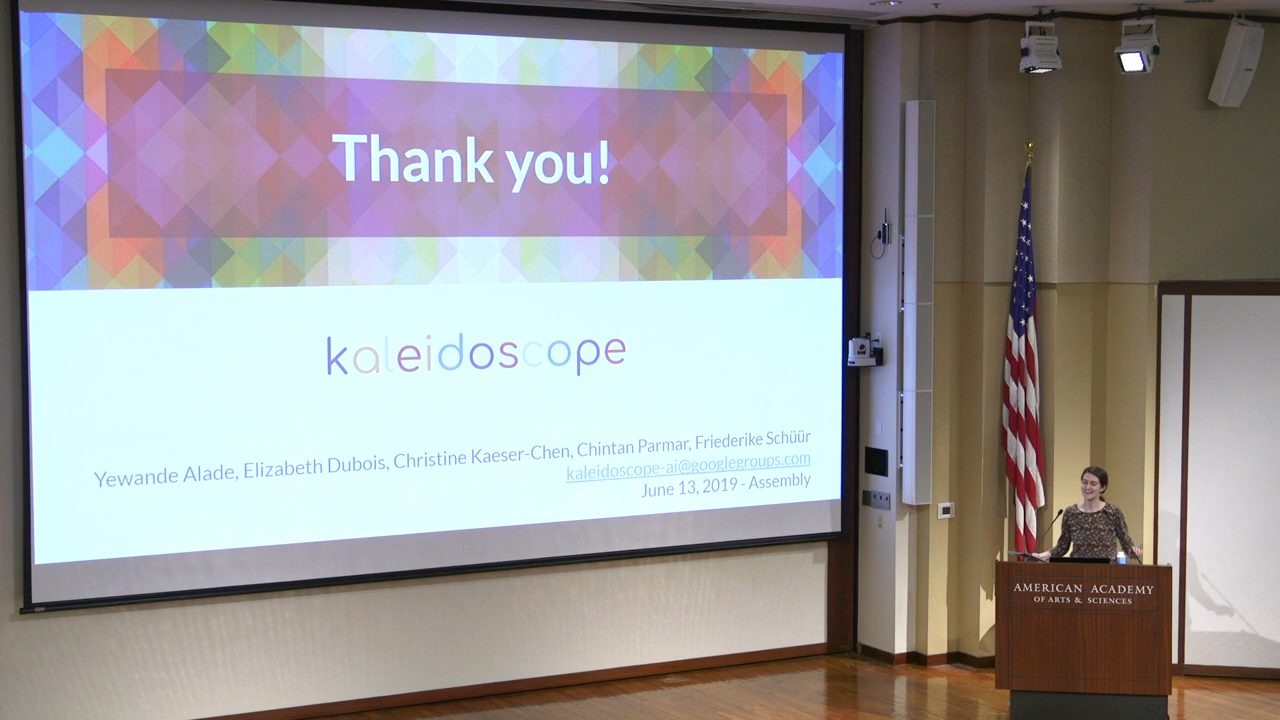 Thank you!
kaleidoscope
Yewande Alade, Elizabeth Dubois, Christine Kaeser-Chen, Chintan Parmar, Friederike Schüür
kaleidoscope-ai@googlegroups.com
June 13, 2019 - Assembly
AMERICAN ACADEMY
OF ARTS & SCIENCES